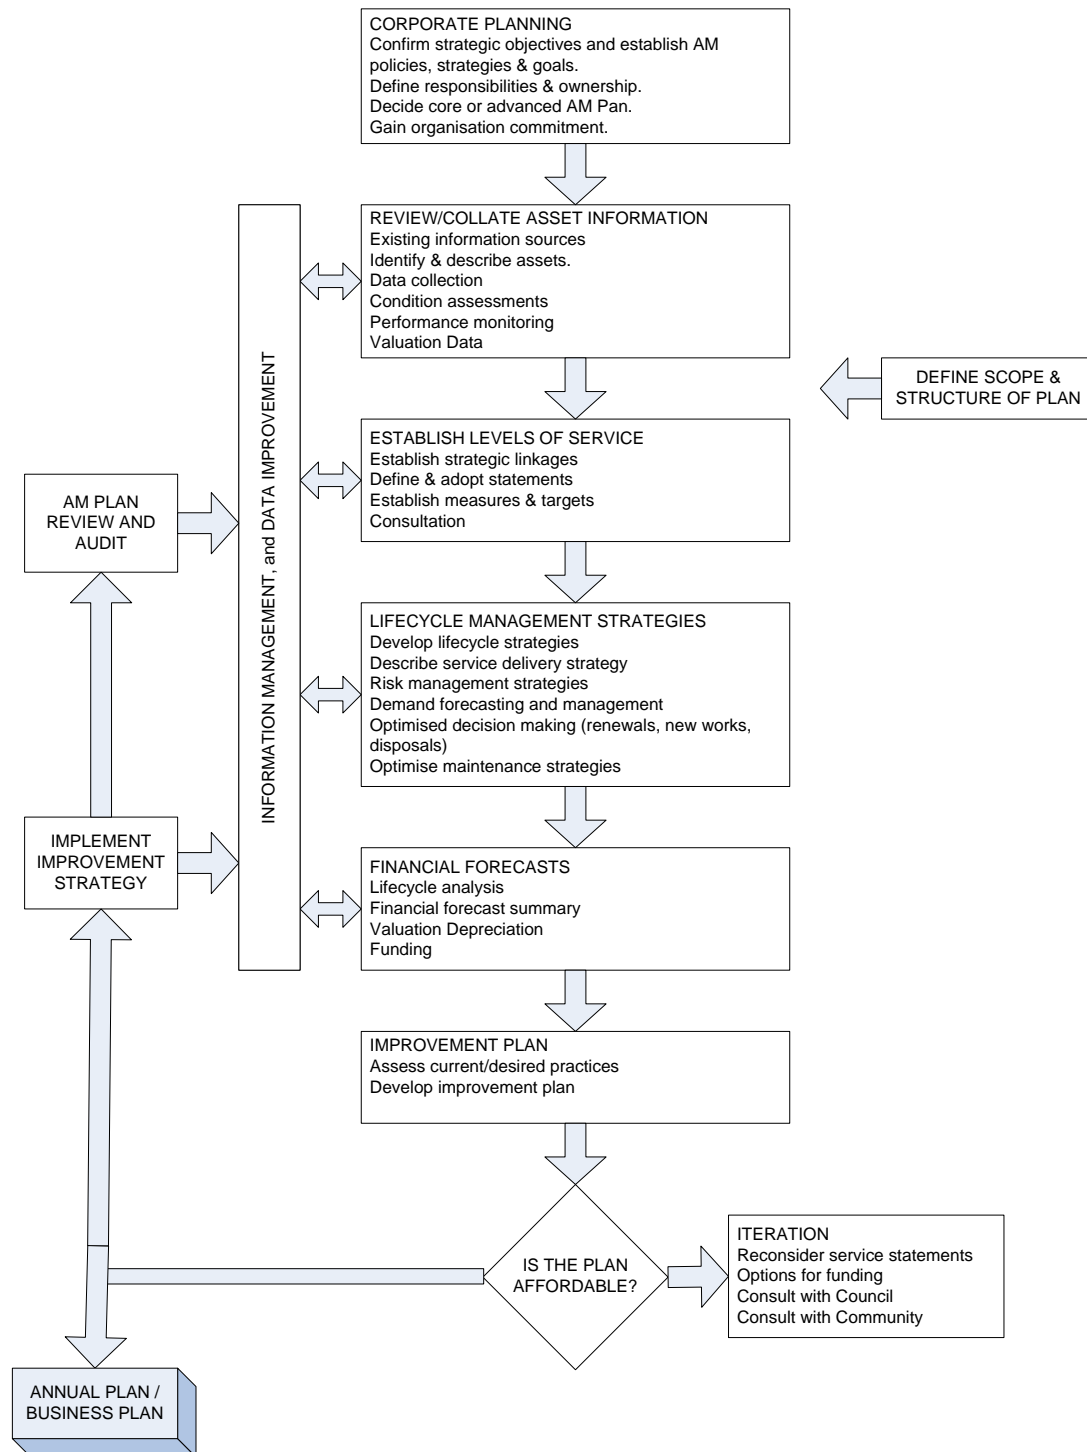 CORPORATE PLANNING
Confirm strategic objectives and establish AM
policies, strategies & goals.
Define responsibilities & ownership.
Decide core or advanced AM Pan.
Gain organisation commitment.
REVIEW/COLLATE ASSET INFORMATION
Existing information sources
Identify & describe assets.
Data collection
Condition assessments
Performance monitoring
Valuation Data
DEFINE SCOPE &
STRUCTURE OF PLAN
INFORMATION MANAGEMENT, and DATA IMPROVEMENT
ESTABLISH LEVELS OF SERVICE
Establish strategic linkages
Define & adopt statements
Establish measures & targets
Consultation
AM PLAN
REVIEW AND
AUDIT
LIFECYCLE MANAGEMENT STRATEGIES
Develop lifecycle strategies
Describe service delivery strategy
Risk management strategies
Demand forecasting and management
Optimised decision making (renewals, new works,
disposals)
Optimise maintenance strategies
IMPLEMENT
IMPROVEMENT
STRATEGY
FINANCIAL FORECASTS
Lifecycle analysis
Financial forecast summary
Valuation Depreciation
Funding
IMPROVEMENT PLAN
Assess current/desired practices
Develop improvement plan
IS THE PLAN
AFFORDABLE?
ITERATION
Reconsider service statements
Options for funding
Consult with Council
Consult with Community
ANNUAL PLAN /
BUSINESS PLAN